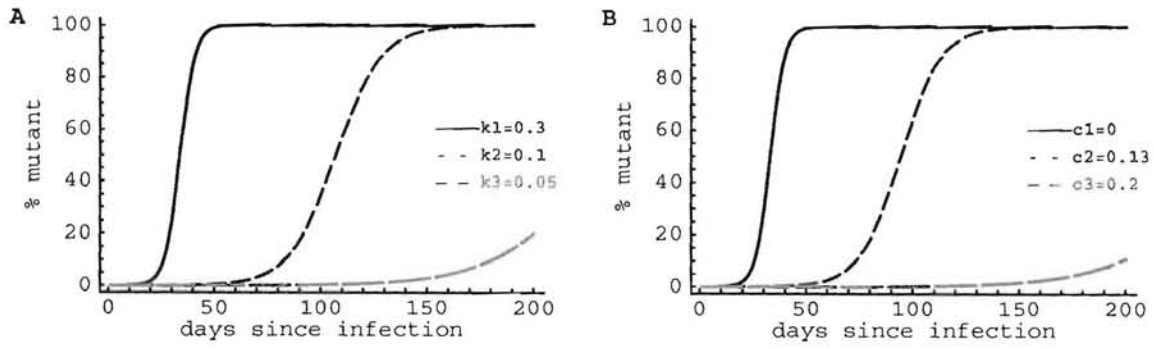 A
B
100
80
60
40
20
0
% mutant
k1=0.3
k2=0.1
k3=0.05
0 50 100 150 200
days since infection
100
80
60
40
20
0
% mutant
c1=0
c2=0.13
c3=0.2
0 50 100 150 200
days since infection